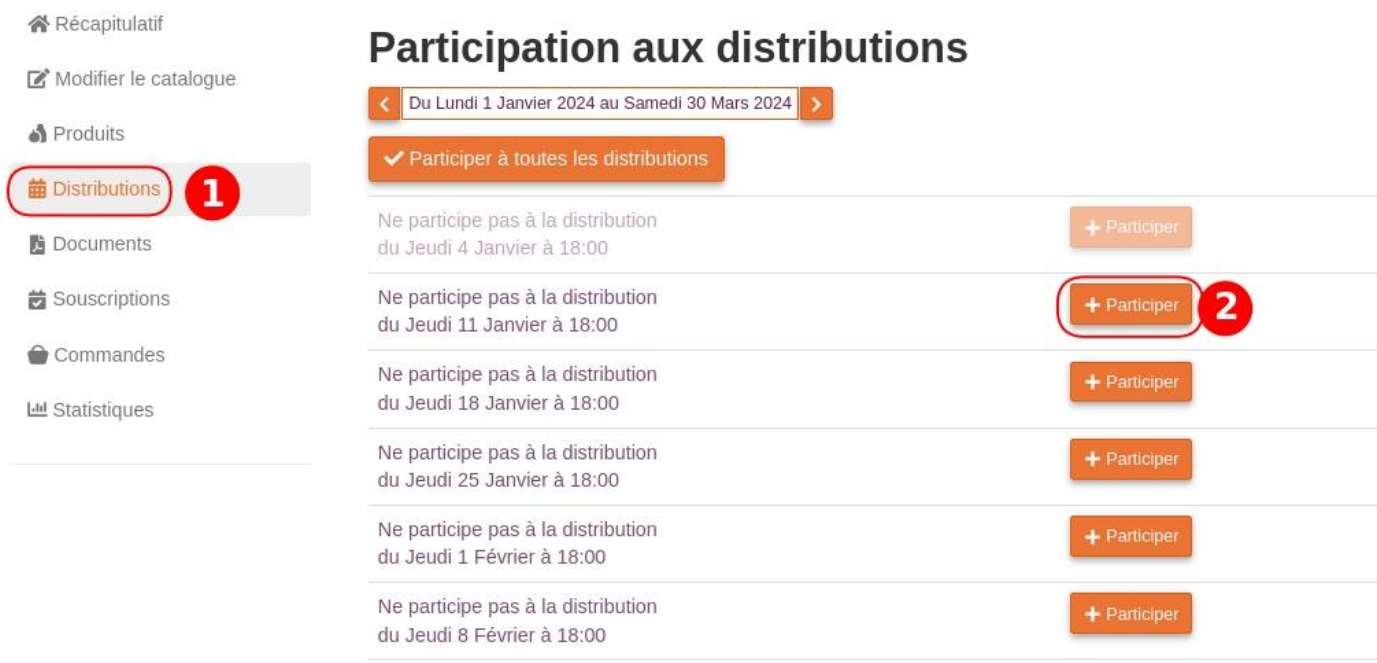 Récapitulatif
Modifier le catalogue
Produits
Distributions
1
Documents
Souscriptions
Commandes
Statistiques
Participation aux distributions
Du Lundi 1 Janvier 2024 au Samedi 30 Mars 2024
Participer à toutes les distributions
Ne participe pas à la distribution
du Jeudi 4 Janvier à 18:00
+ Participer
Ne participe pas à la distribution
du Jeudi 11 Janvier à 18:00
+ Participer
2
Ne participe pas à la distribution
du Jeudi 18 Janvier à 18:00
+ Participer
Ne participe pas à la distribution
du Jeudi 25 Janvier à 18:00
+ Participer
Ne participe pas à la distribution
du Jeudi 1 Février à 18:00
+ Participer
Ne participe pas à la distribution
du Jeudi 8 Février à 18:00
+ Participer